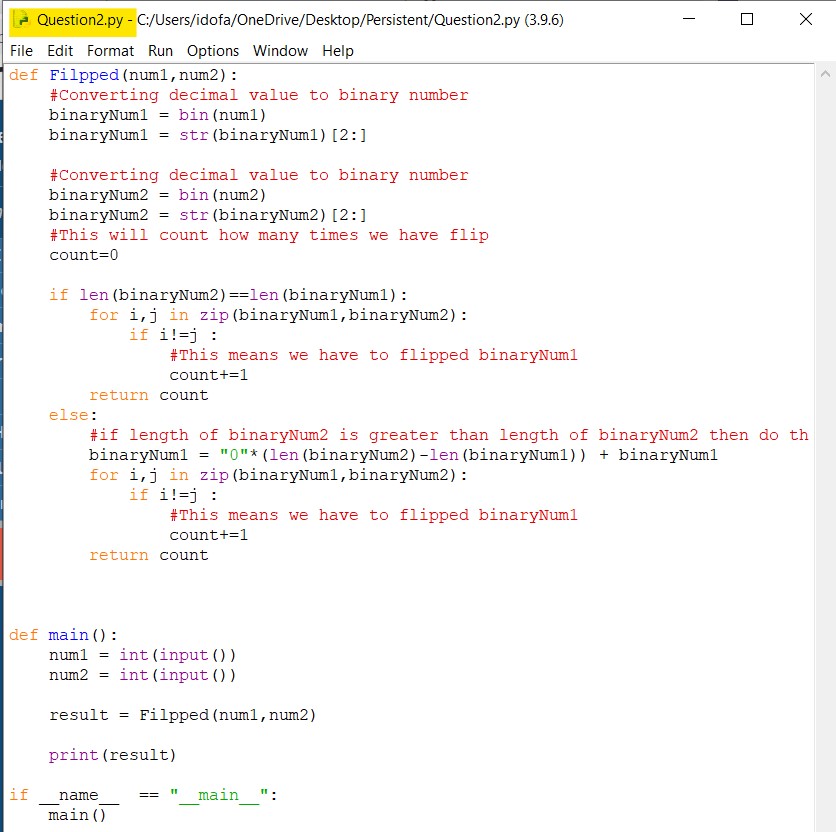 Question2.py - C:/Users/idofa/OneDrive/Desktop/Persistent/Question2.py (3.9.6)
File Edit Format Run Options Window Help
def Filpped(num1,num2):
    #Converting decimal value to binary number
    binaryNum1 = bin(num1)
    binaryNum1 = str(binaryNum1)[2:]

    #Converting decimal value to binary number
    binaryNum2 = bin(num2)
    binaryNum2 = str(binaryNum2)[2:]
    #This will count how many times we have flip
    count=0

    if len(binaryNum2)==len(binaryNum1):
        for i,j in zip(binaryNum1,binaryNum2):
            if i!=j :
                #This means we have to flipped binaryNum1
                count+=1
        return count
    else:
        #if length of binaryNum2 is greater than length of binaryNum2 then do th
        binaryNum1 = "0"*(len(binaryNum2)-len(binaryNum1)) + binaryNum1
        for i,j in zip(binaryNum1,binaryNum2):
            if i!=j :
                #This means we have to flipped binaryNum1
                count+=1
        return count



def main():
    num1 = int(input())
    num2 = int(input())

    result = Filpped(num1,num2)

    print(result)

if __name__  == "__main__":
    main()